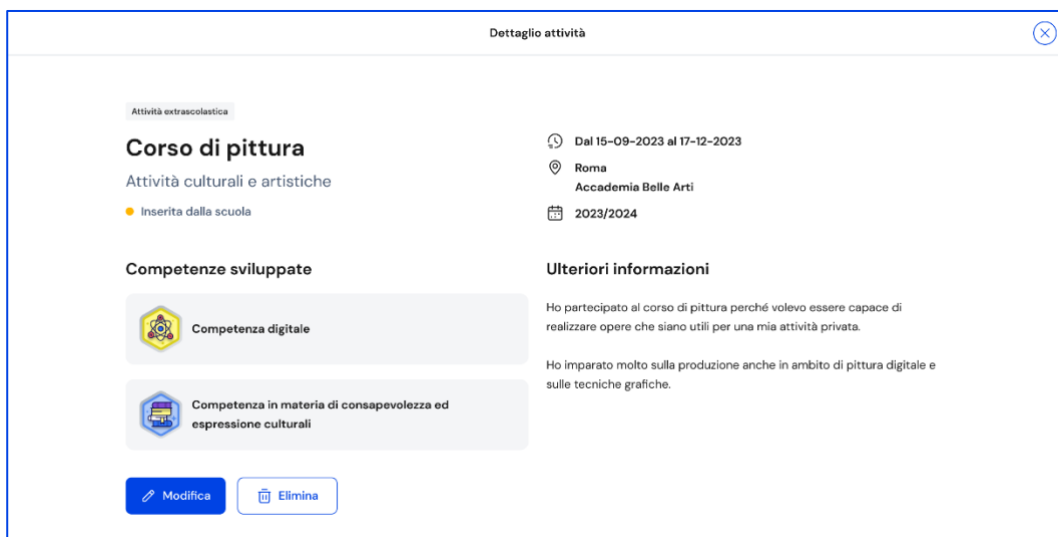 Dettaglio attività
Attività extrascolastica
Corso di pittura
Attività culturali e artistiche
Inserita dalla scuola
Dal 15-09-2023 al 17-12-2023
Roma
Accademia Belle Arti
2023/2024
Competenze sviluppate
Competenza digitale
Competenza in materia di consapevolezza ed
espressione culturali
Ulteriori informazioni
Ho partecipato al corso di pittura perché volevo essere capace di
realizzare opere che siano utili per una mia attività privata.
Ho imparato molto sulla produzione anche in ambito di pittura digitale e
sulle tecniche grafiche.
Modifica
Elimina